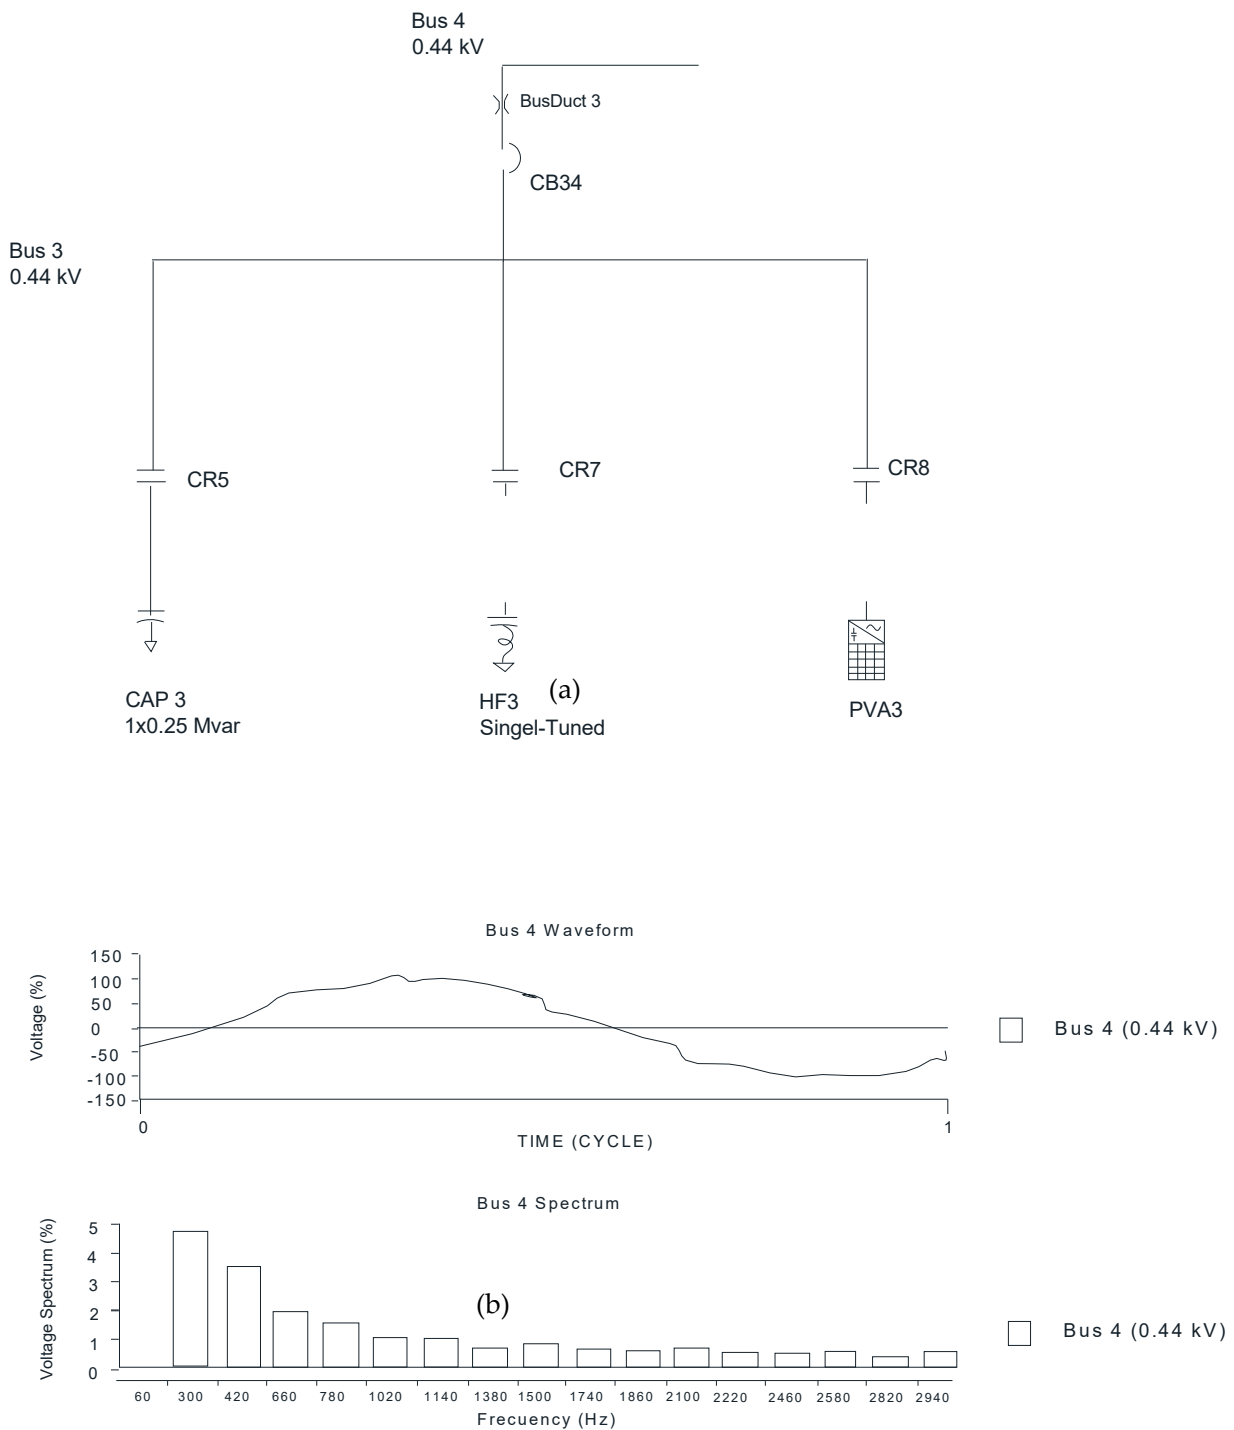 Bus 4
0.44 kV
BusDuct 3
CB34
Bus 3
0.44 kV
CR5
CR7
CR8
CAP 3
1x0.25 Mvar
HF3
Singel-Tuned
(a)
PVA3
Bus 4 Waveform
Voltage (%)
150
100
50
0
-50
-100
-150
0
1
TIME (CYCLE)
Bus 4 (0.44 kV)
Bus 4 Spectrum
Voltage Spectrum (%)
5
4
3
2
1
0
(b)
60 300 420 660 780 1020 1140 1380 1500 1740 1860 2100 2220 2460 2580 2820 2940
Frecuency (Hz)
Bus 4 (0.44 kV)